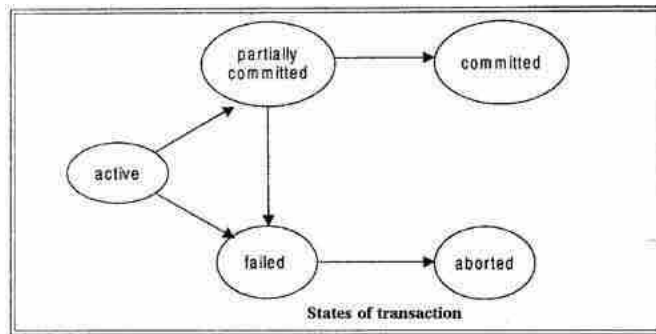 partially
committed
committed
active
failed
aborted
States of transaction